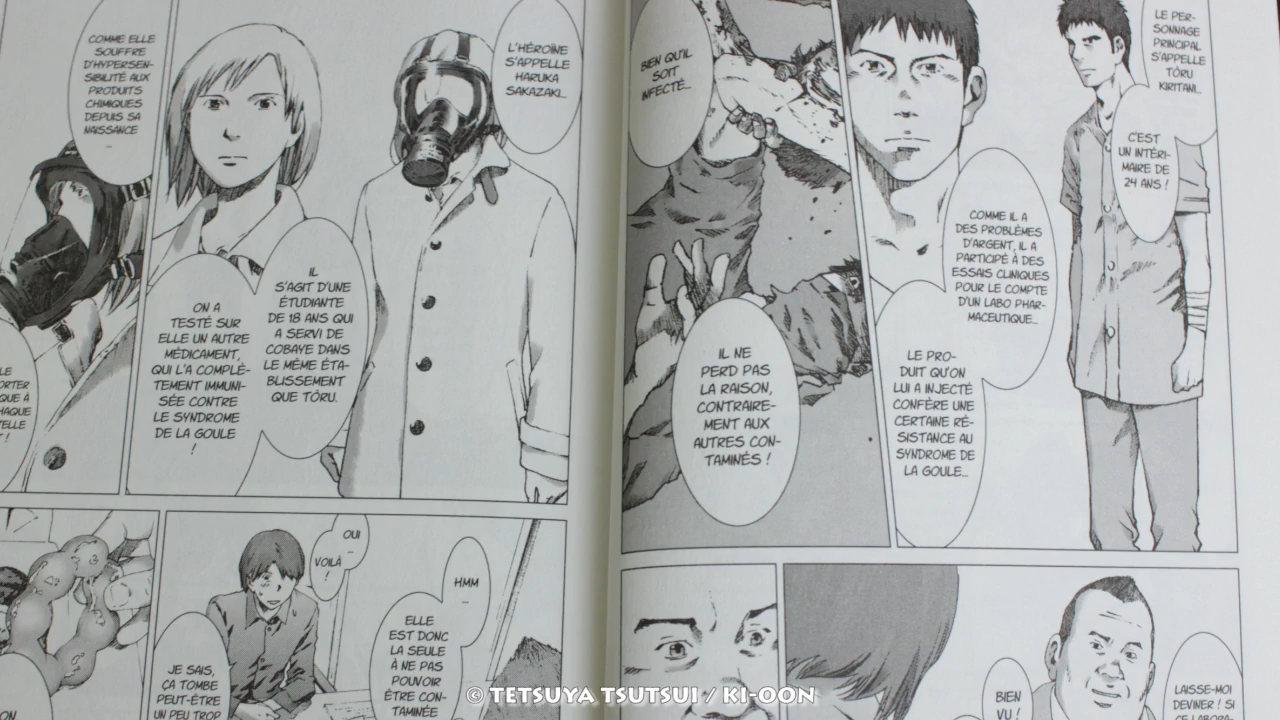 LE PER-
SONNAGE
PRINCIPAL
S'APPELLE
TÔRU
KIRITANI...
C'EST
UN INTÉRI-
MAIRE DE
24 ANS !
COMME IL A
DES PROBLÈMES
D'ARGENT, IL A
PARTICIPÉ À DES
ESSAIS CLINIQUES
POUR LE COMPTE
D'UN LABO PHAR-
MACEUTIQUE...
LE PRO-
DUIT QU'ON
LUI A INJECTÉ
CONFÈRE UNE
CERTAINE RÉ-
SISTANCE AU
SYNDROME DE
LA GOULE...
BIEN QU'IL
SOIT
INFECTÉ...
IL NE
PERD PAS
LA RAISON,
CONTRAIRE-
MENT AUX
AUTRES CON-
TAMINÉS !
LAISSE-MOI
DEVINER ! SI
CE LABORA-
BIEN
VU !
L'HÉROÏNE
S'APPELLE
HARUKA
SAKAZAKI...
IL
S'AGIT D'UNE
ÉTUDIANTE
DE 18 ANS QUI
A SERVI DE
COBAYE DANS
LE MÊME ÉTA-
BLISSEMENT
QUE TÔRU.
ON A
TESTÉ SUR
ELLE UN AUTRE
MÉDICAMENT,
QUI L'A COMPLÈ-
TEMENT IMMUNI-
SÉE CONTRE
LE SYNDROME
DE LA GOULE
!
COMME ELLE
SOUFFRE
D'HYPERSEN-
SIBILITÉ AUX
PRODUITS
CHIMIQUES
DEPUIS SA
NAISSANCE
...
HMM
...
ELLE
EST DONC
LA SEULE
À NE PAS
POUVOIR
ÊTRE CON-
TAMINÉE
OUI
...
VOILÀ
!
JE SAIS,
ÇA TOMBE
PEUT-ÊTRE
UN PEU TROP
© TETSUYA TSUTSUI / KI-OON